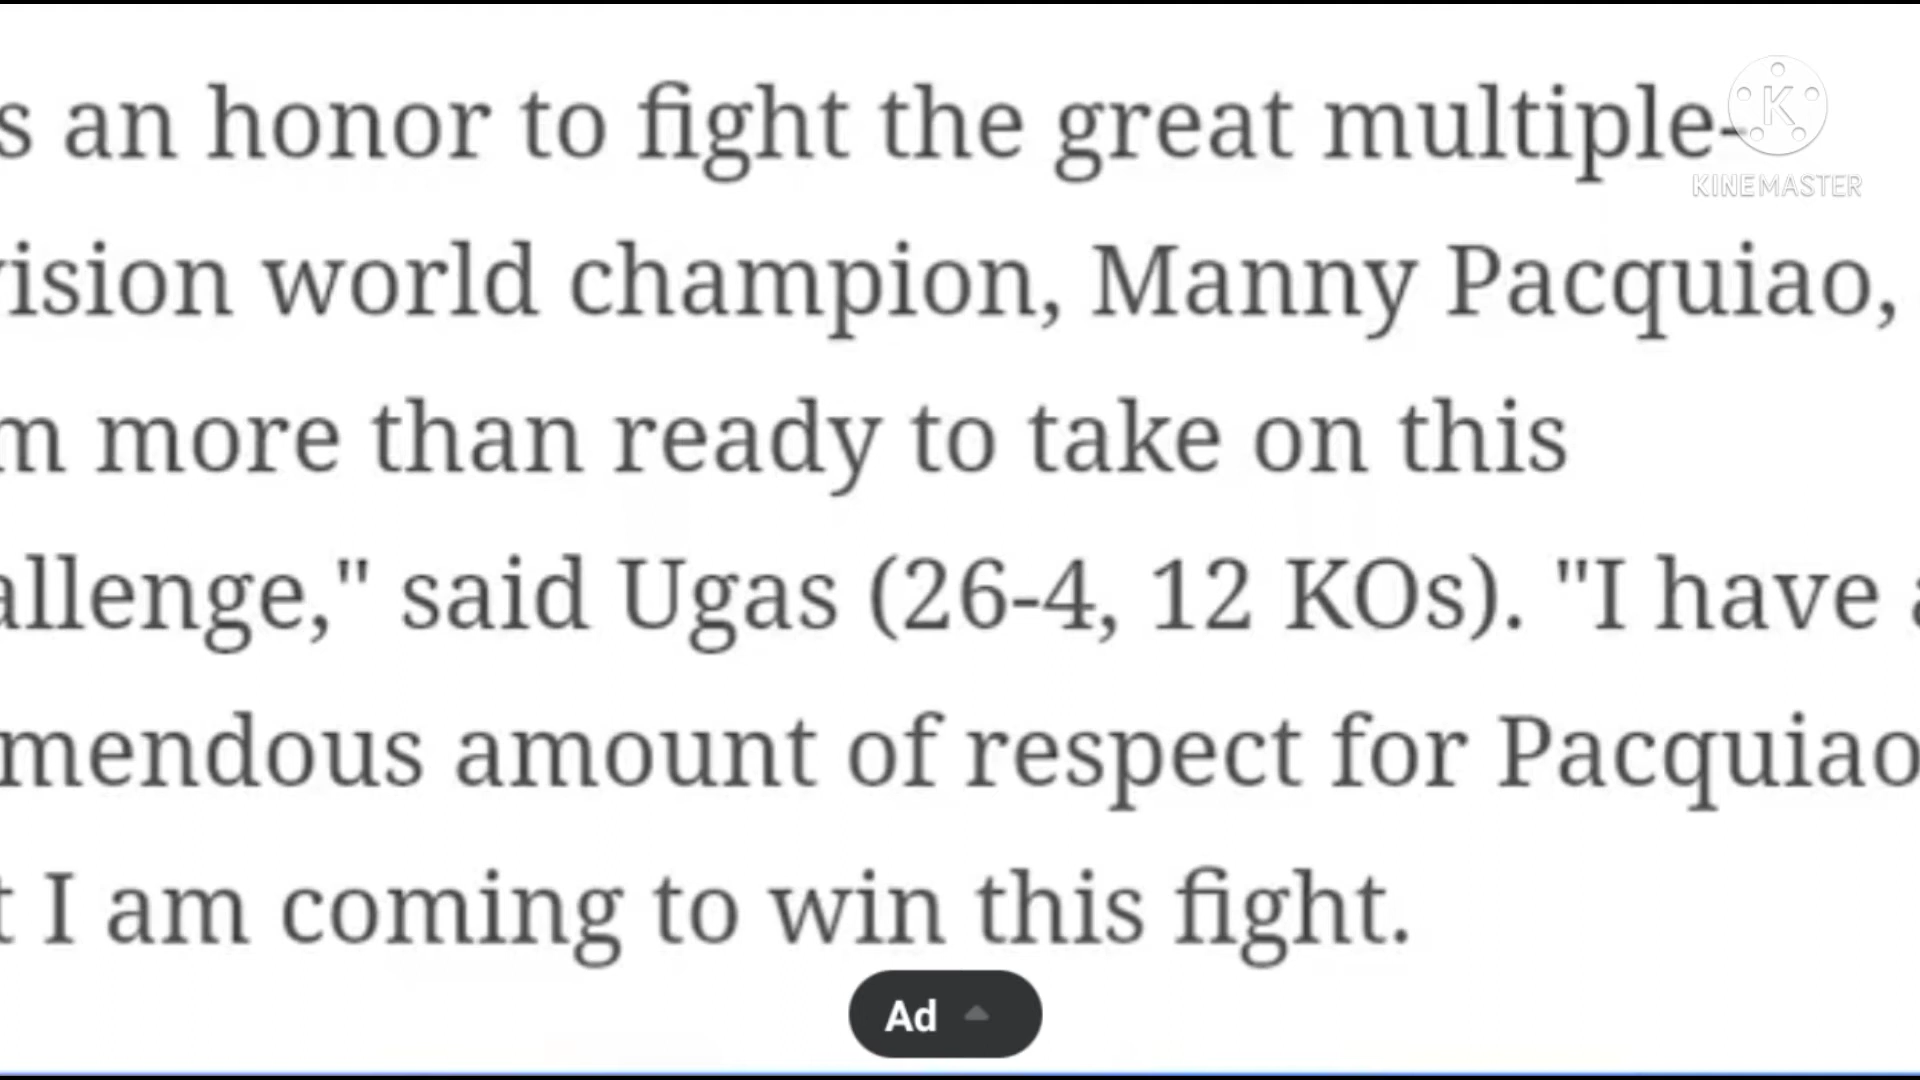 s an honor to fight the great multiple-
vision world champion, Manny Pacquiao,
m more than ready to take on this
allenge," said Ugas (26-4, 12 KOs). "I have a
mendous amount of respect for Pacquiao
t I am coming to win this fight.
K
KINEMASTER
Ad